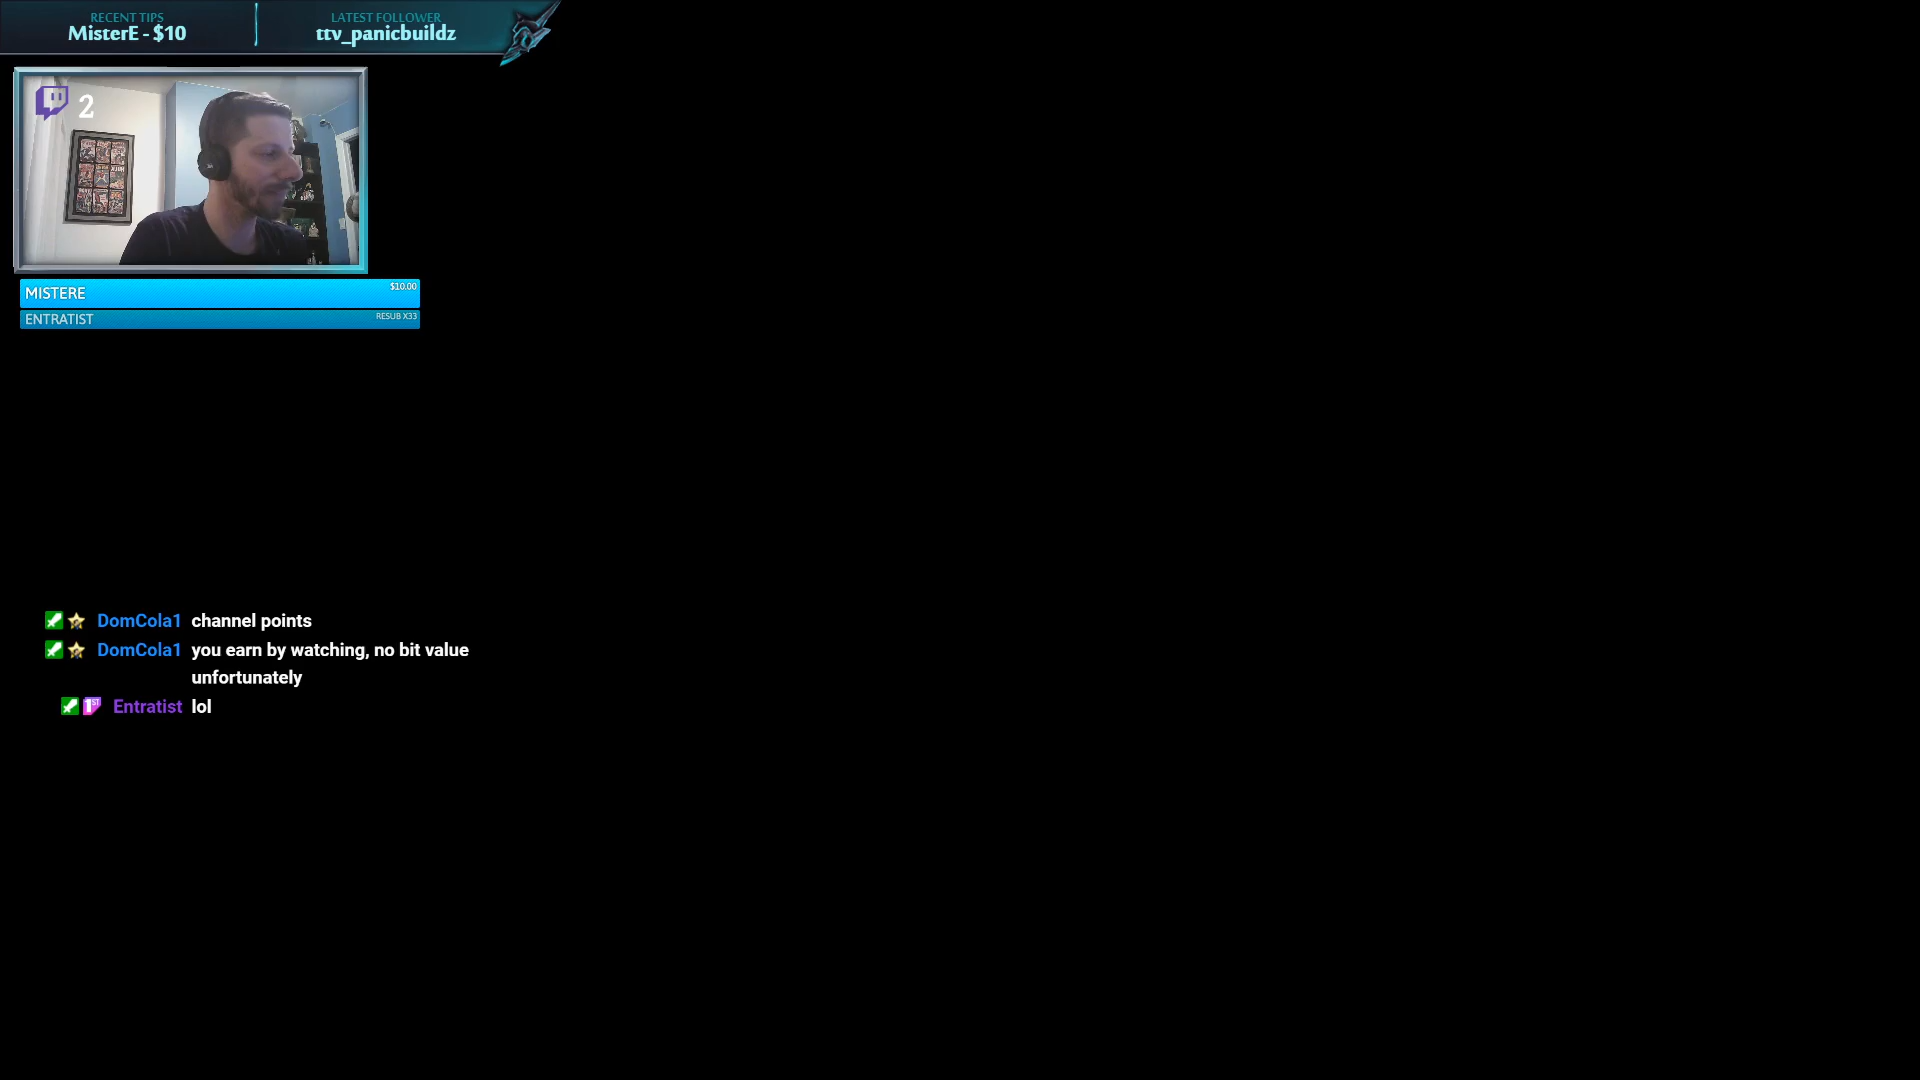 RECENT TIPS
MisterE - $10
LATEST FOLLOWER
ttv_panicbuildz
2
MISTERE $10.00
ENTRATIST RESUB X33
DomCola1 channel points
DomCola1 you earn by watching, no bit value
unfortunately
1ST Entratist lol